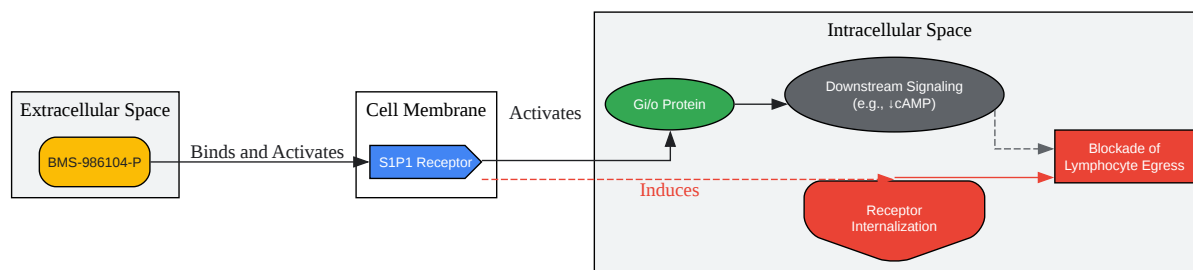 Extracellular Space
BMS-986104-P
Binds and Activates
Cell Membrane
S1P1 Receptor
Activates
Induces
Intracellular Space
Gi/o Protein
Downstream Signaling
(e.g., ↓cAMP)
Receptor
Internalization
Blockade of
Lymphocyte Egress